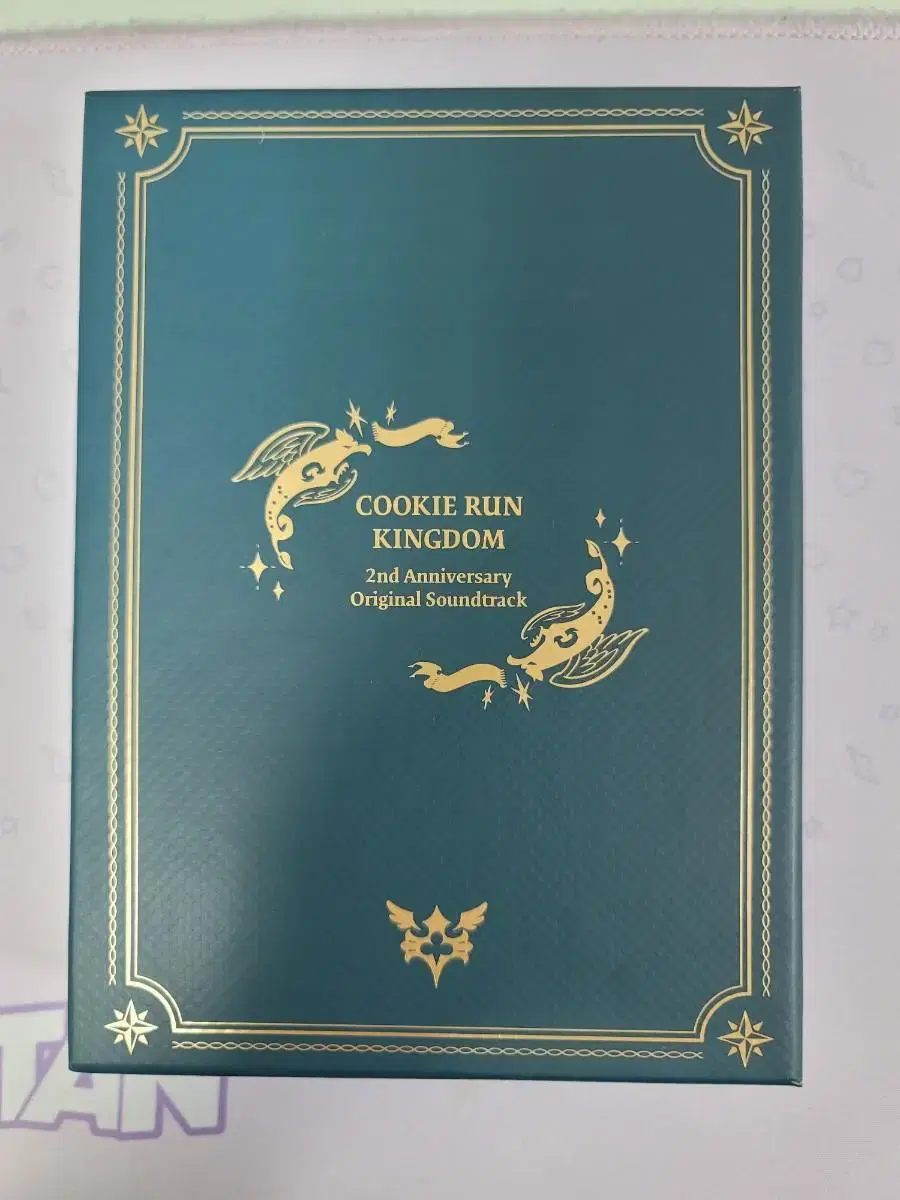 COOKIE RUN
KINGDOM
2nd Anniversary
Original Soundtrack
TAN